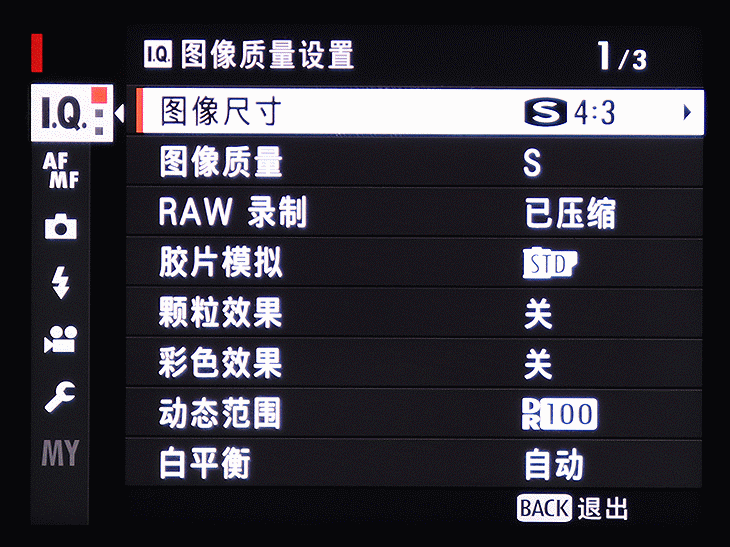 I.Q. 图像质量设置 1/3
I.Q.
图像尺寸 S 4:3
AF
MF
图像质量 S
RAW 录制 已压缩
胶片模拟 STD
颗粒效果 关
彩色效果 关
动态范围 DR100
MY
白平衡 自动
BACK 退出